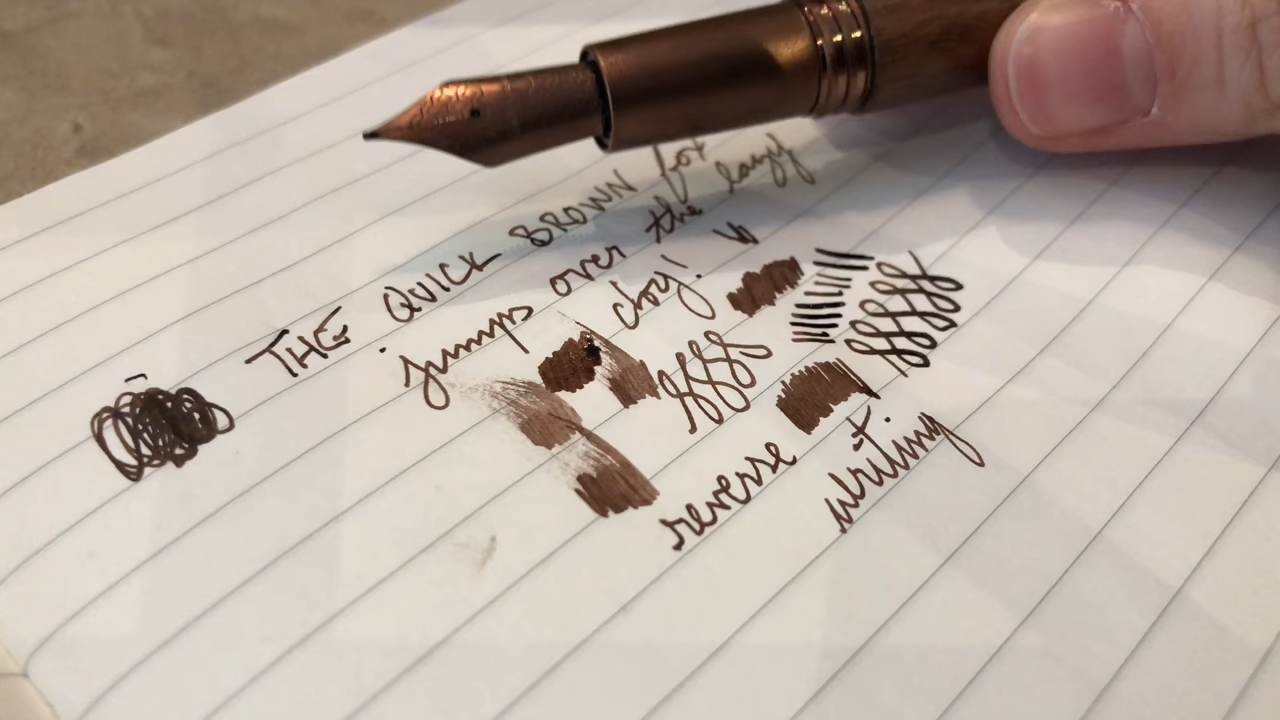 THE QUICK BROWN fox
jumps over the lazy
dog!
reverse
writing